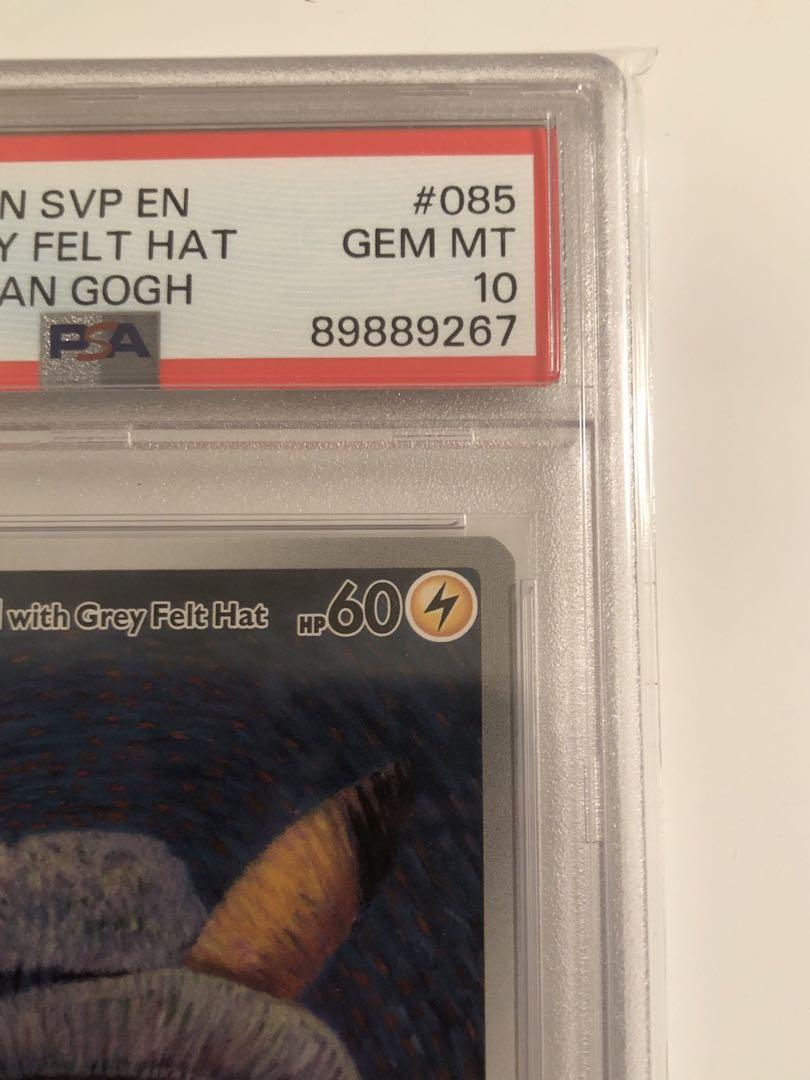 N SVP EN #085
Y FELT HAT GEM MT
AN GOGH 10
PSA 89889267
with Grey Felt Hat HP60